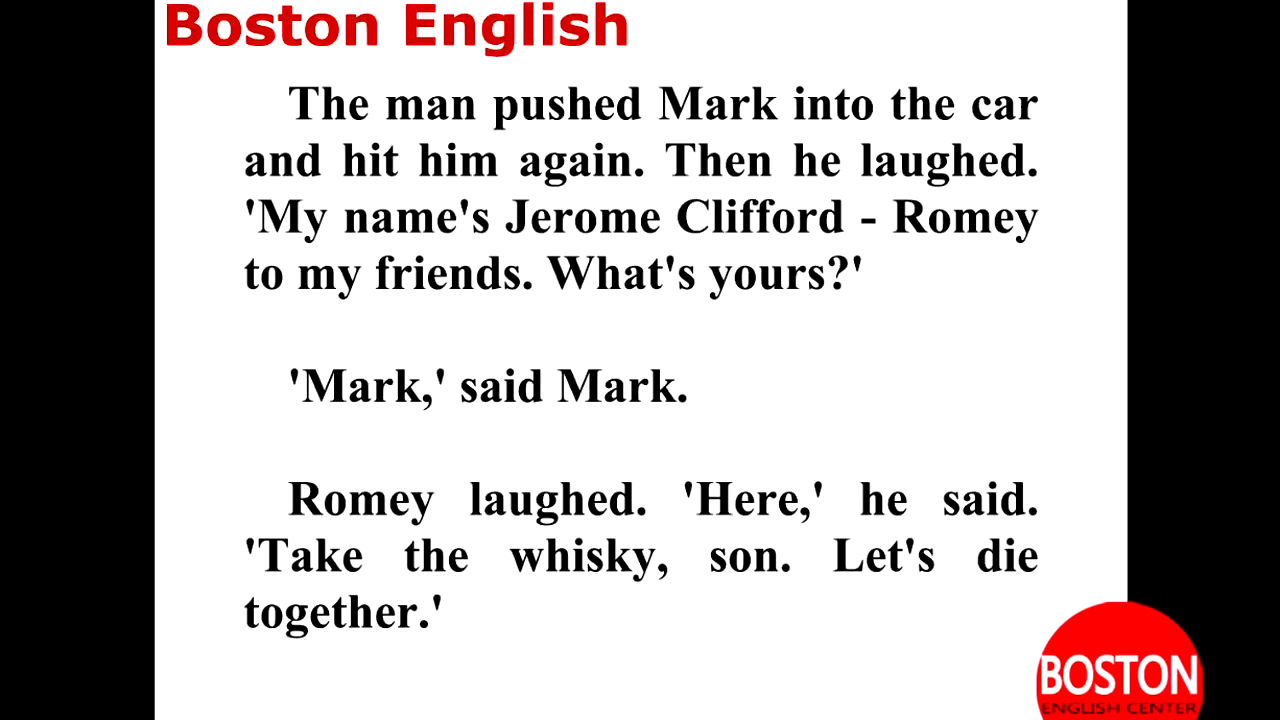 Boston English
The man pushed Mark into the car
and hit him again. Then he laughed.
'My name's Jerome Clifford - Romey
to my friends. What's yours?'
'Mark,' said Mark.
Romey laughed. 'Here,' he said.
'Take the whisky, son. Let's die
together.'
BOSTON
ENGLISH CENTER